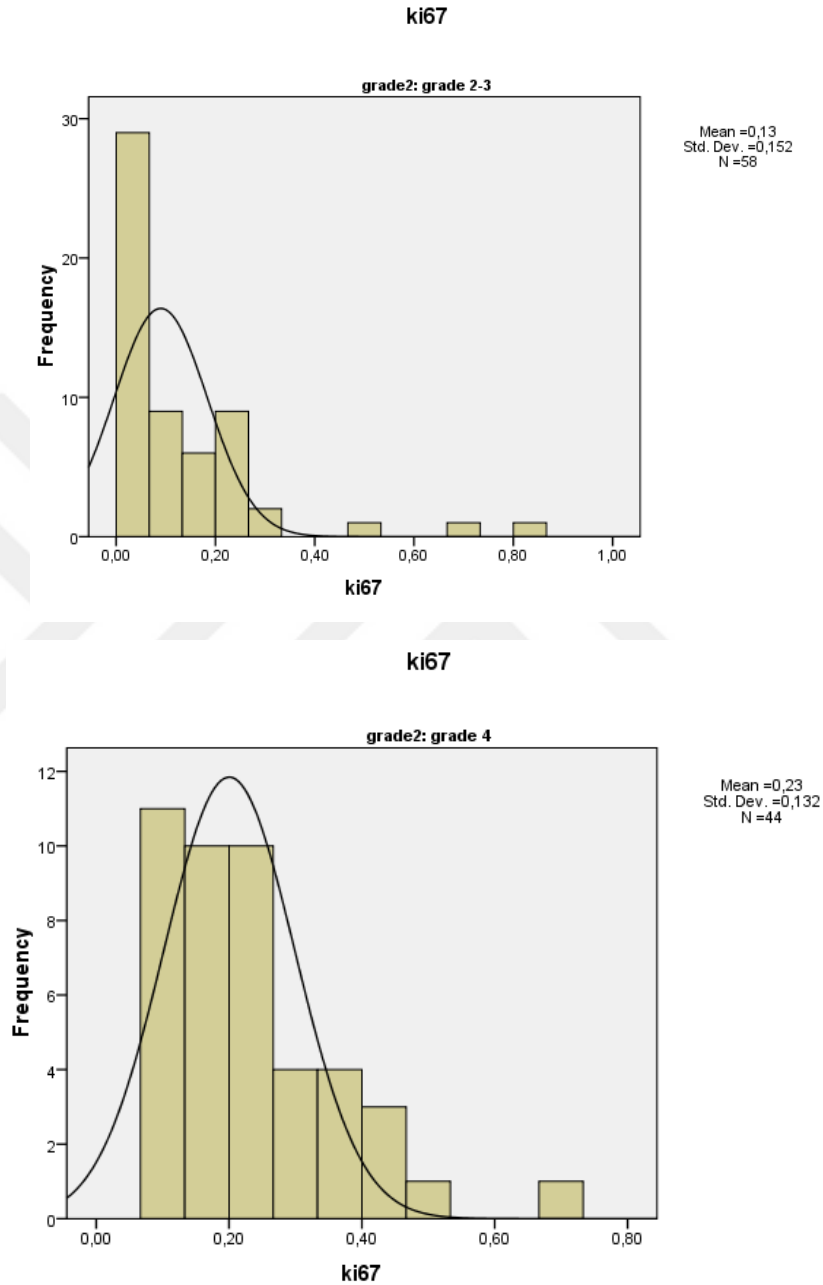 ki67
grade2: grade 2-3
Mean =0,13
Std. Dev. =0,152
N =58
30
20
10
0
Frequency
0,00 0,20 0,40 0,60 0,80 1,00
ki67
ki67
grade2: grade 4
Mean =0,23
Std. Dev. =0,132
N =44
12
10
8
6
4
2
0
Frequency
0,00 0,20 0,40 0,60 0,80
ki67